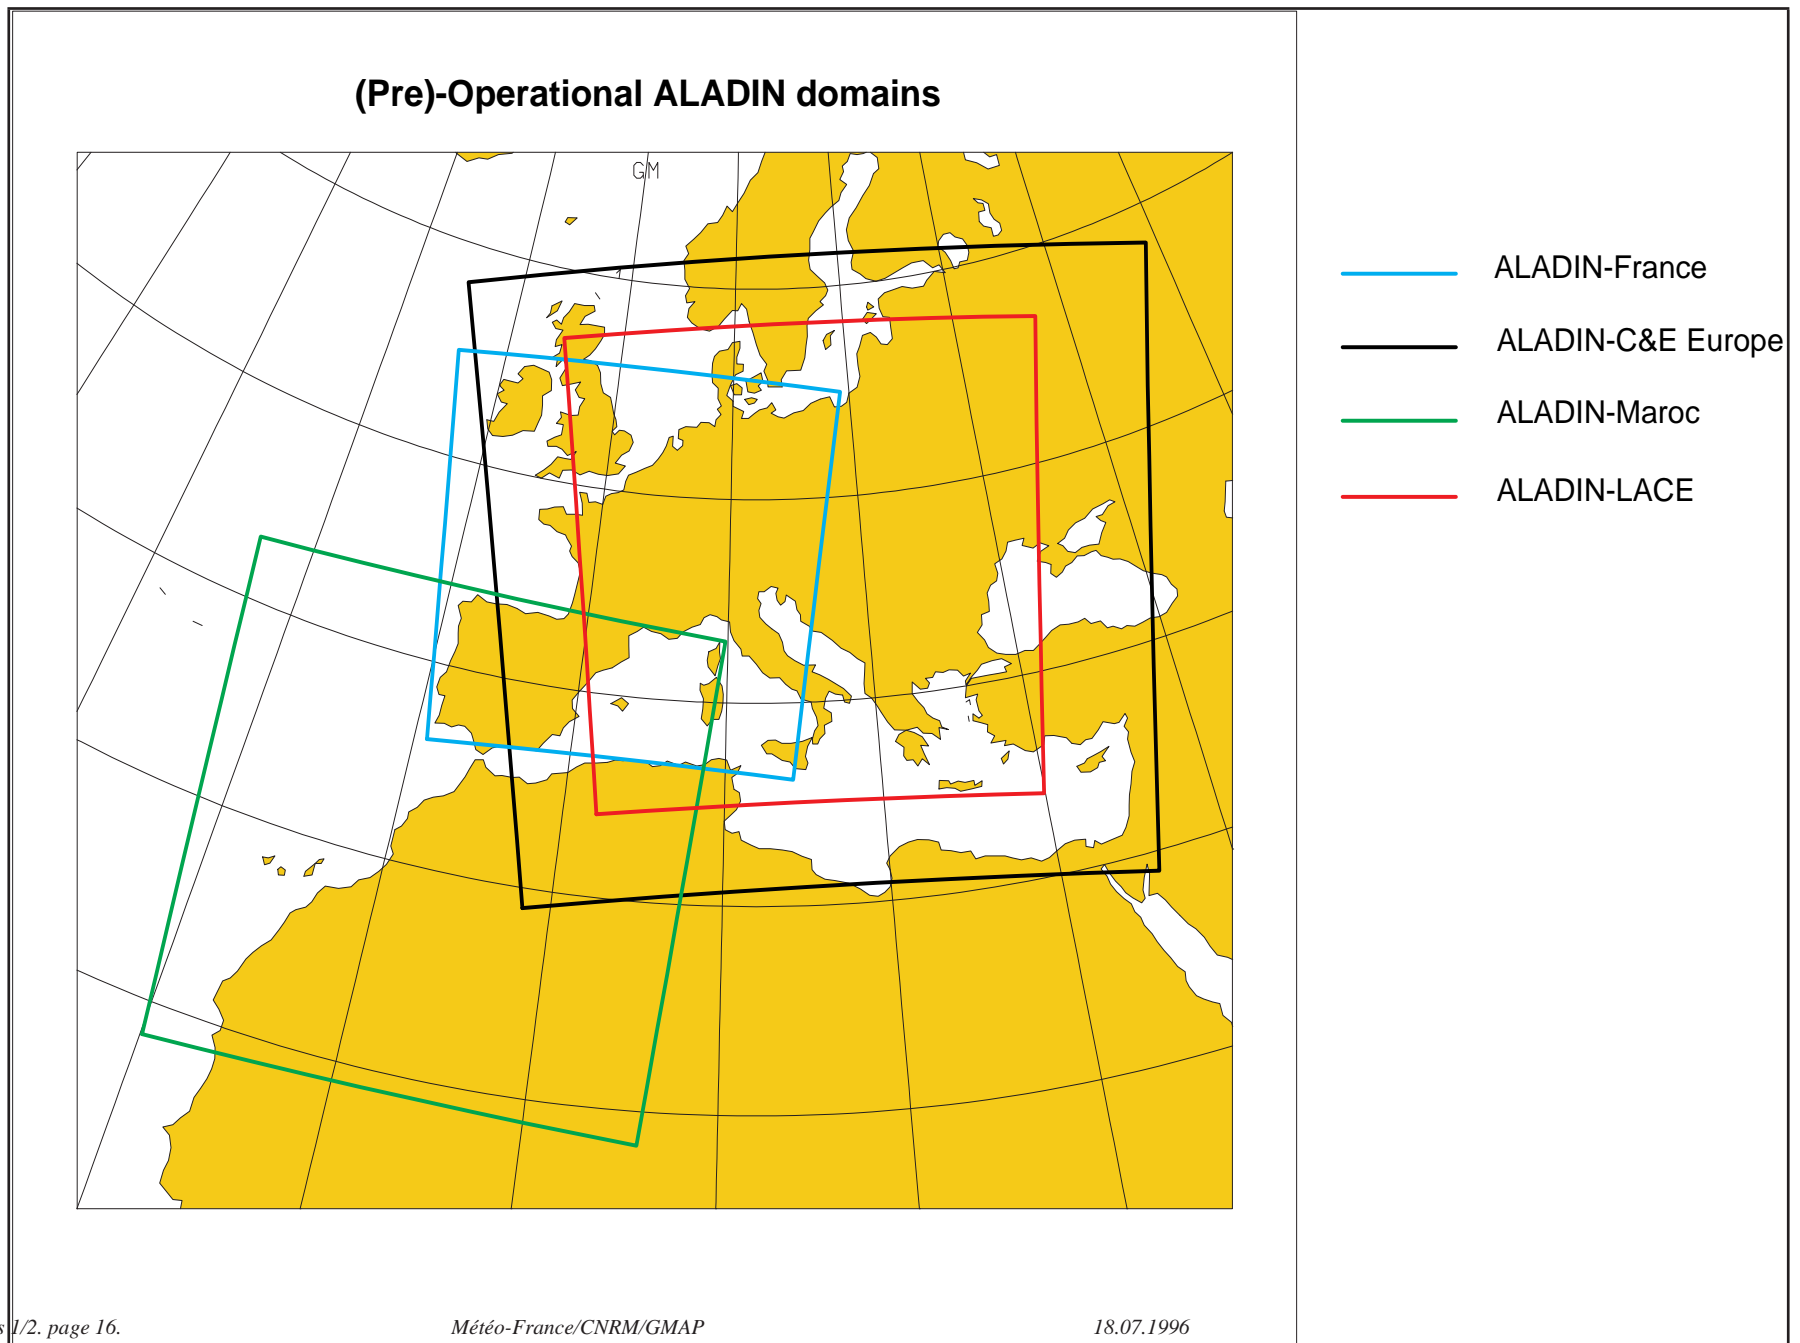 (Pre)-Operational ALADIN domains
GM
ALADIN-France
ALADIN-C&E Europe
ALADIN-Maroc
ALADIN-LACE
s 1/2. page 16.
Météo-France/CNRM/GMAP
18.07.1996